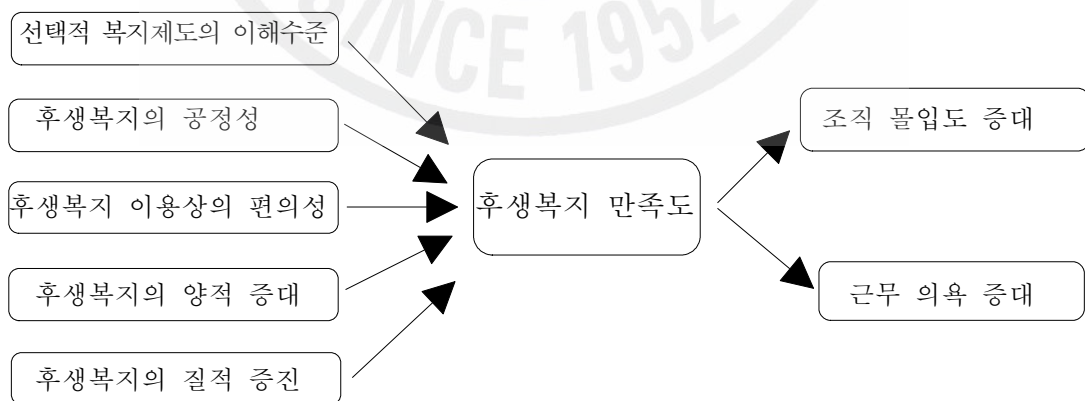 SINCE 1952
선택적 복지제도의 이해수준
후생복지의 공정성
후생복지 이용상의 편의성
후생복지의 양적 증대
후생복지의 질적 증진
후생복지 만족도
조직 몰입도 증대
근무 의욕 증대